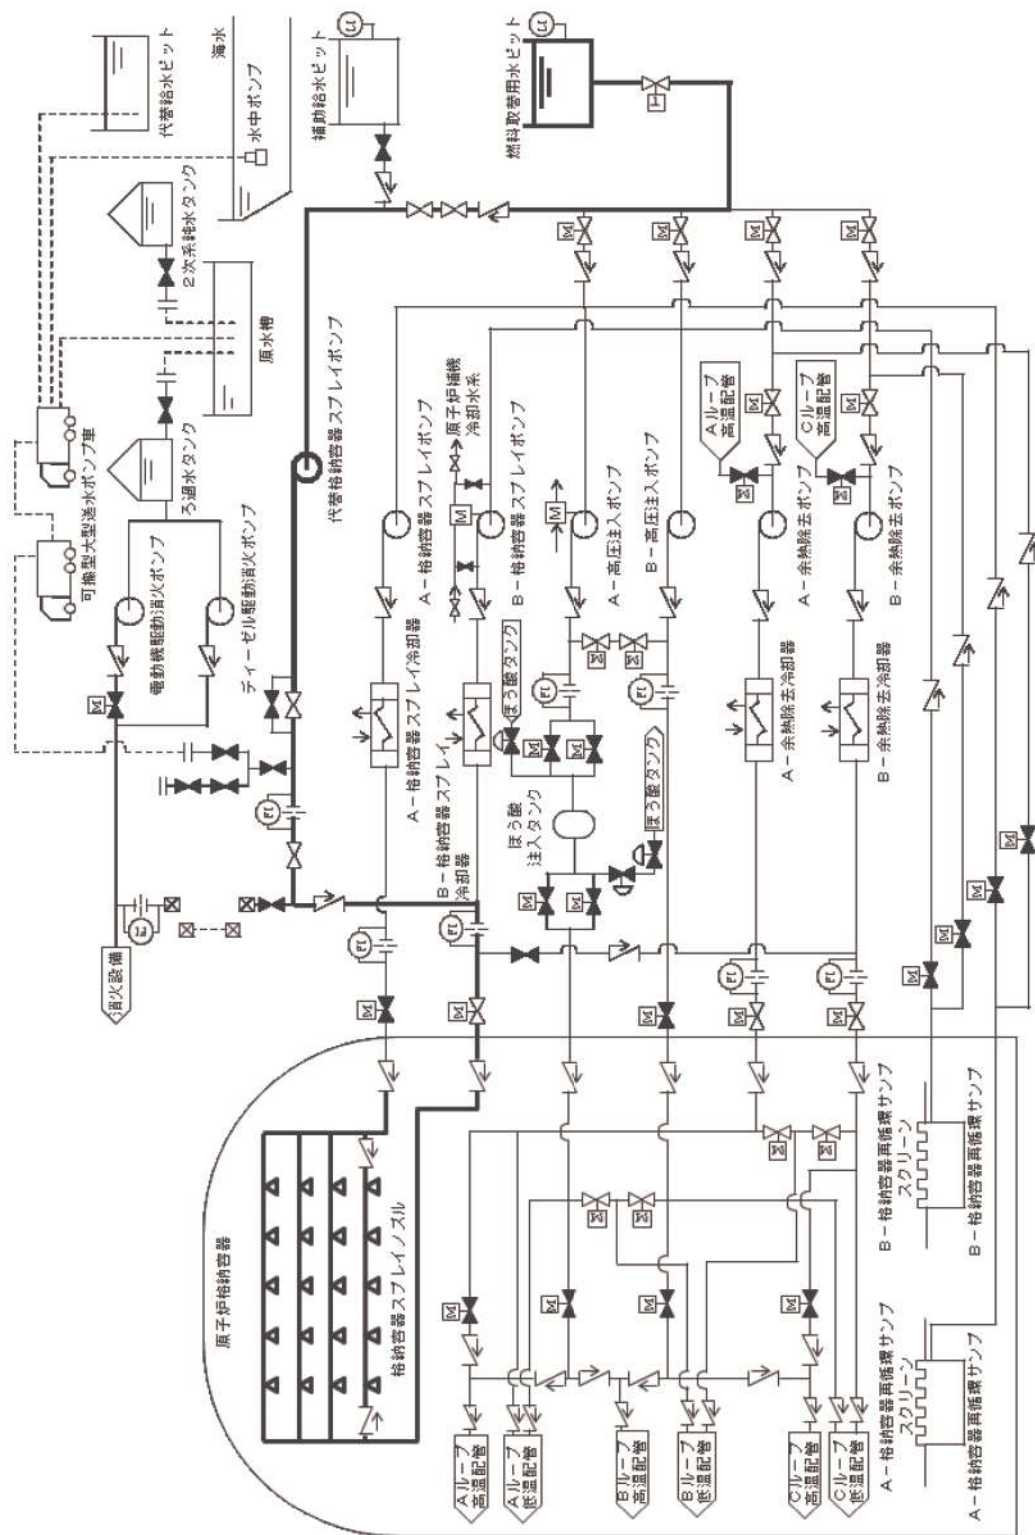 代替給水ピット
海水
水中ポンプ
2次系純水タンク
原水槽
可搬型大型送水ポンプ車
ろ過水タンク
電動機駆動消火ポンプ
ディーゼル駆動消火ポンプ
消火設備
FI
M
補助給水ピット
LI
燃料取替用水ピット
LI
代替格納容器スプレイポンプ
A-格納容器スプレイポンプ
原子炉補機
冷却水系
B-格納容器スプレイポンプ
A-高圧注入ポンプ
B-高圧注入ポンプ
Aループ
高温配管
Cループ
高温配管
A-余熱除去ポンプ
B-余熱除去ポンプ
A-格納容器スプレイ冷却器
B-格納容器スプレイ
冷却器
ほう酸タンク
ほう酸
注入タンク
ほう酸タンク
A-余熱除去冷却器
B-余熱除去冷却器
原子炉格納容器
格納容器スプレイノズル
Aループ
高温配管
Aループ
低温配管
Bループ
高温配管
Bループ
低温配管
Cループ
高温配管
Cループ
低温配管
B-格納容器再循環サンプ
スクリーン
B-格納容器再循環サンプ
A-格納容器再循環サンプ
スクリーン
A-格納容器再循環サンプ